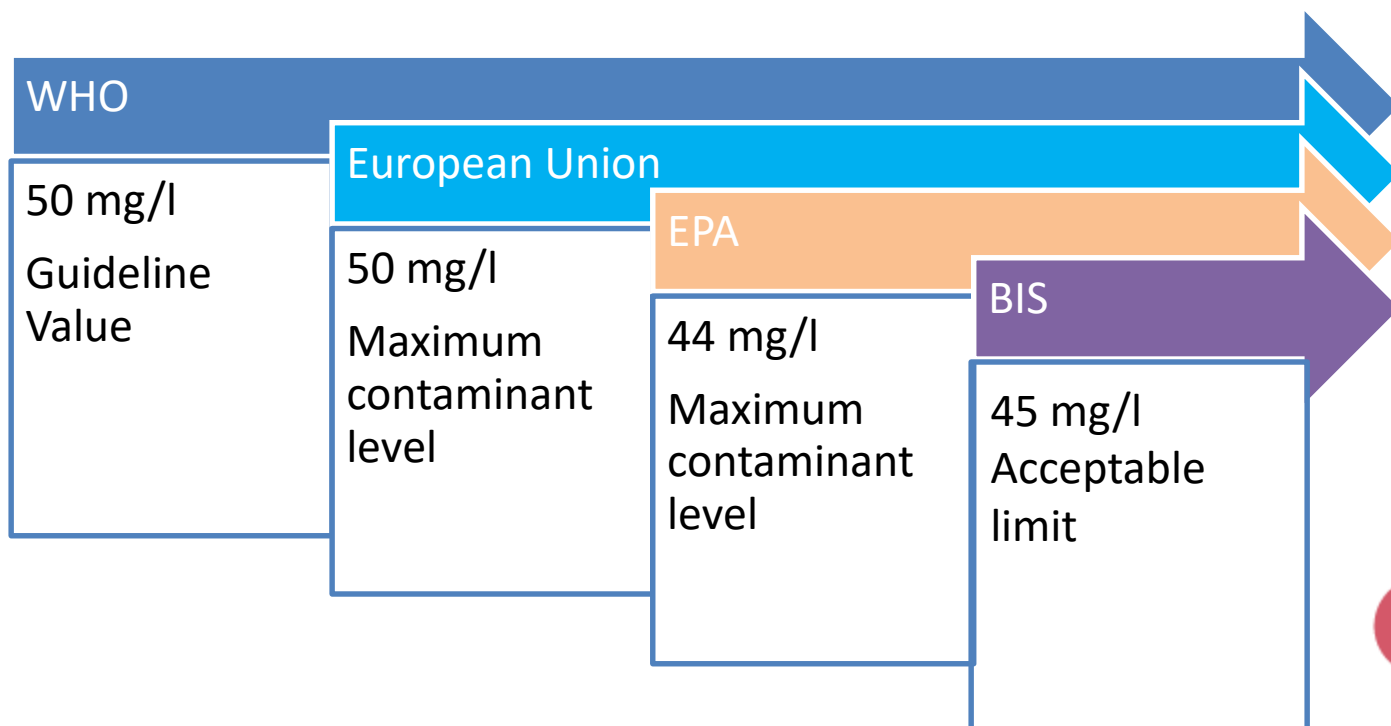 WHO
50 mg/l
Guideline
Value
European Union
50 mg/l
Maximum
contaminant
level
EPA
44 mg/l
Maximum
contaminant
level
BIS
45 mg/l
Acceptable
limit